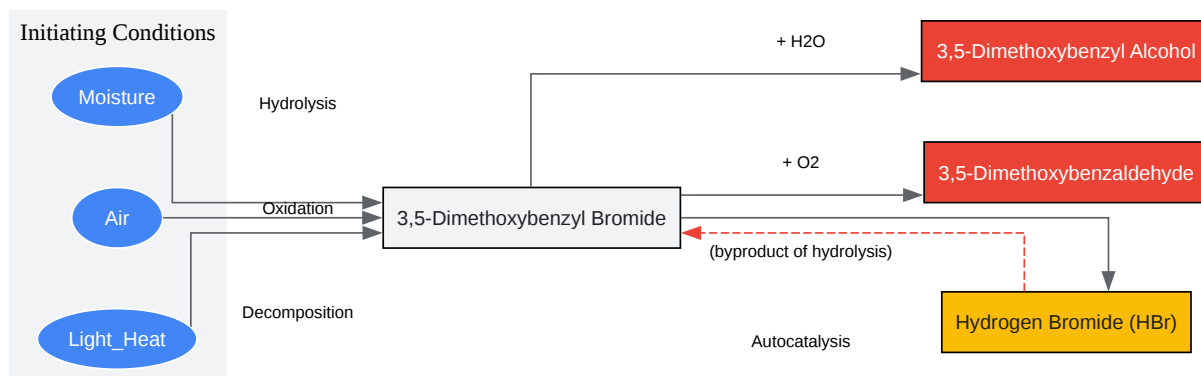 Initiating Conditions
Moisture
Air
Light_Heat
Hydrolysis
Oxidation
Decomposition
3,5-Dimethoxybenzyl Bromide
+ H2O
3,5-Dimethoxybenzyl Alcohol
+ O2
3,5-Dimethoxybenzaldehyde
(byproduct of hydrolysis)
Hydrogen Bromide (HBr)
Autocatalysis